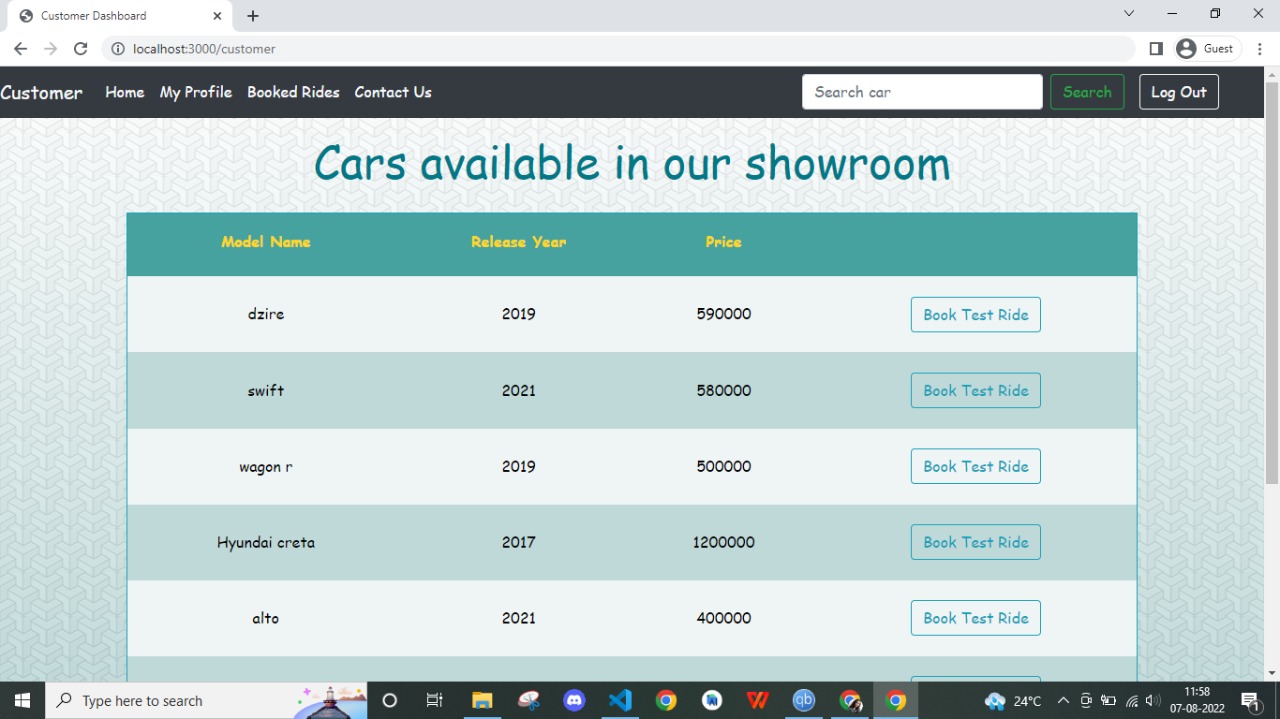 Customer Dashboard
localhost:3000/customer
Guest
Customer Home My Profile Booked Rides Contact Us Search car Search Log Out
Cars available in our showroom
Model Name Release Year Price
dzire 2019 590000 Book Test Ride
swift 2021 580000 Book Test Ride
wagon r 2019 500000 Book Test Ride
Hyundai creta 2017 1200000 Book Test Ride
alto 2021 400000 Book Test Ride
Type here to search
qb
24°C
11:58
07-08-2022
1